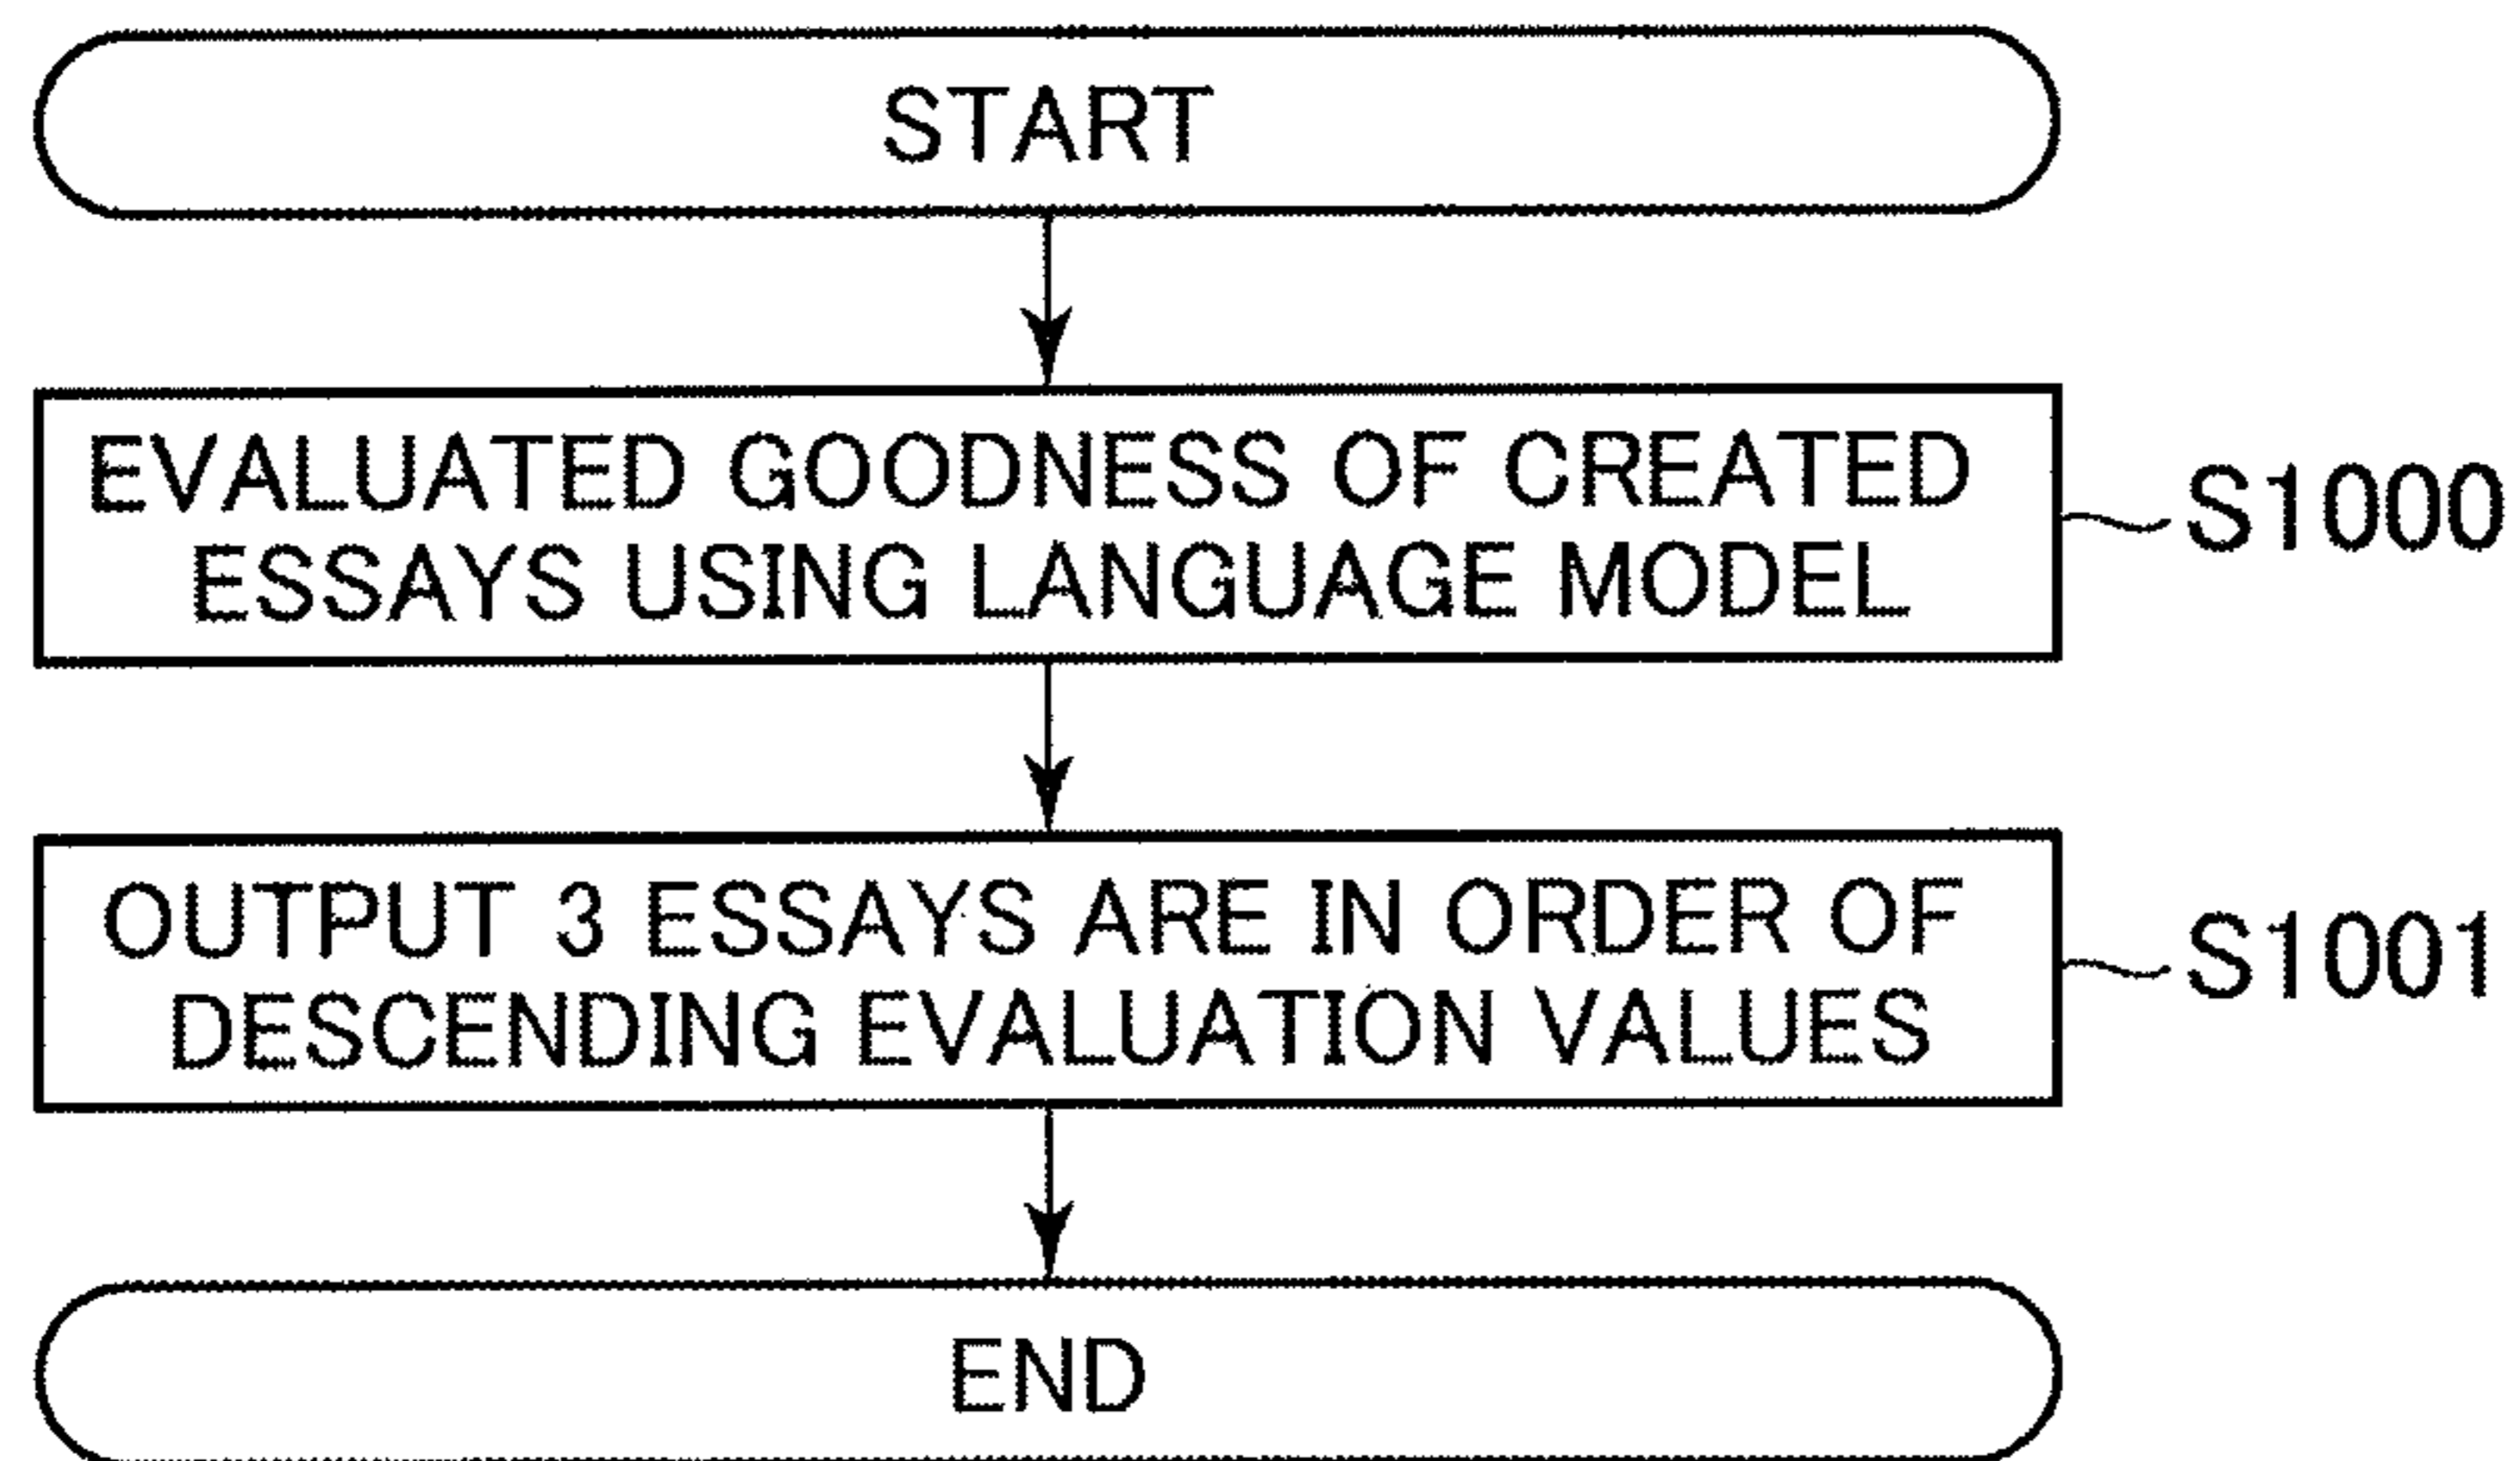 START
EVALUATED GOODNESS OF CREATED
ESSAYS USING LANGUAGE MODEL
S1000
OUTPUT 3 ESSAYS ARE IN ORDER OF
DESCENDING EVALUATION VALUES
S1001
END